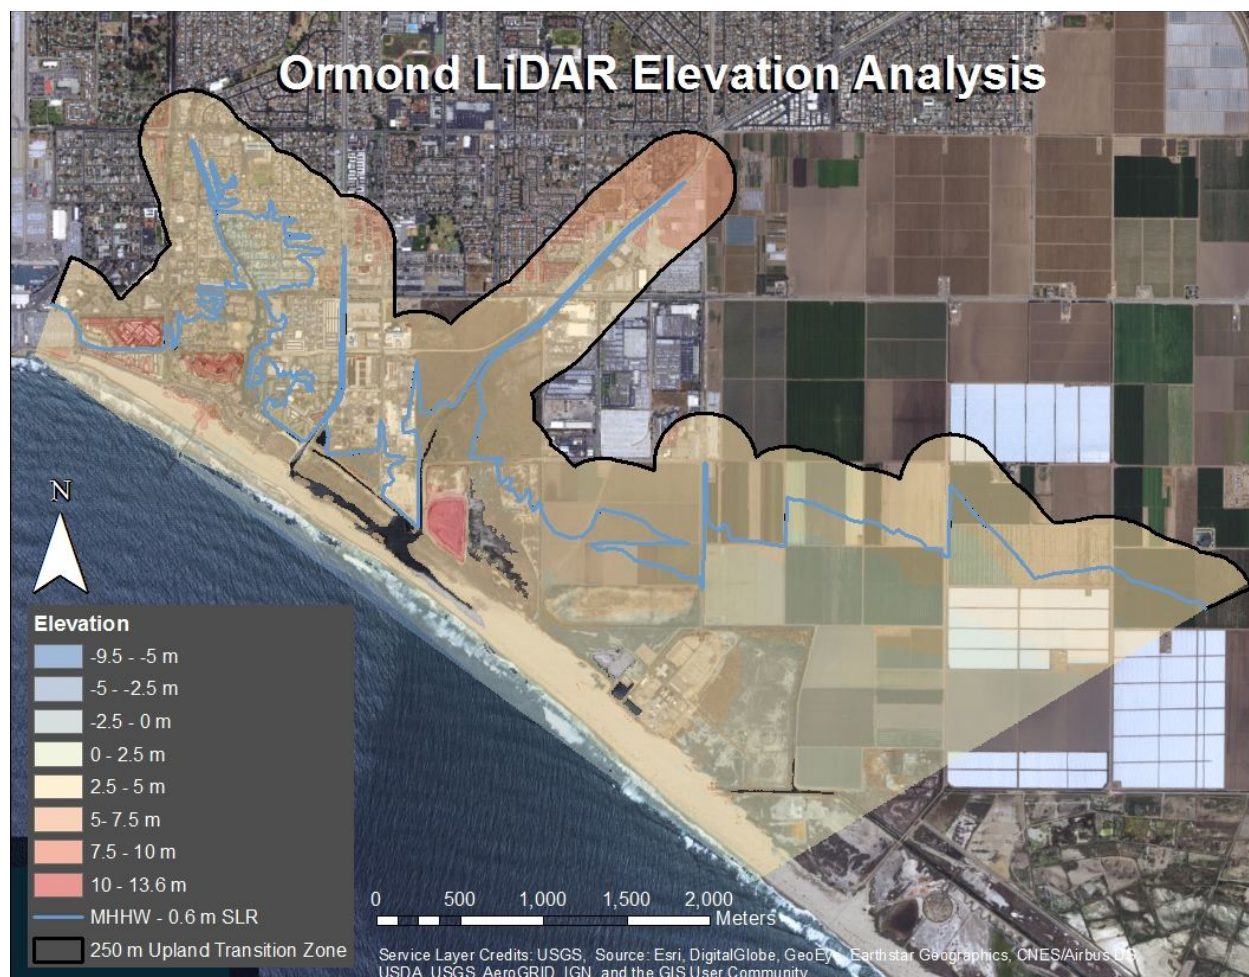 Ormond LiDAR Elevation Analysis
N
Elevation
-9.5 - -5 m
-5 - -2.5 m
-2.5 - 0 m
0 - 2.5 m
2.5 - 5 m
5- 7.5 m
7.5 - 10 m
10 - 13.6 m
MHHW - 0.6 m SLR
250 m Upland Transition Zone
0 500 1,000 1,500 2,000
Meters
Service Layer Credits: USGS, Source: Esri, DigitalGlobe, GeoEye, Earthstar Geographics, CNES/Airbus DS,
USDA, USGS, AeroGRID, IGN, and the GIS User Community